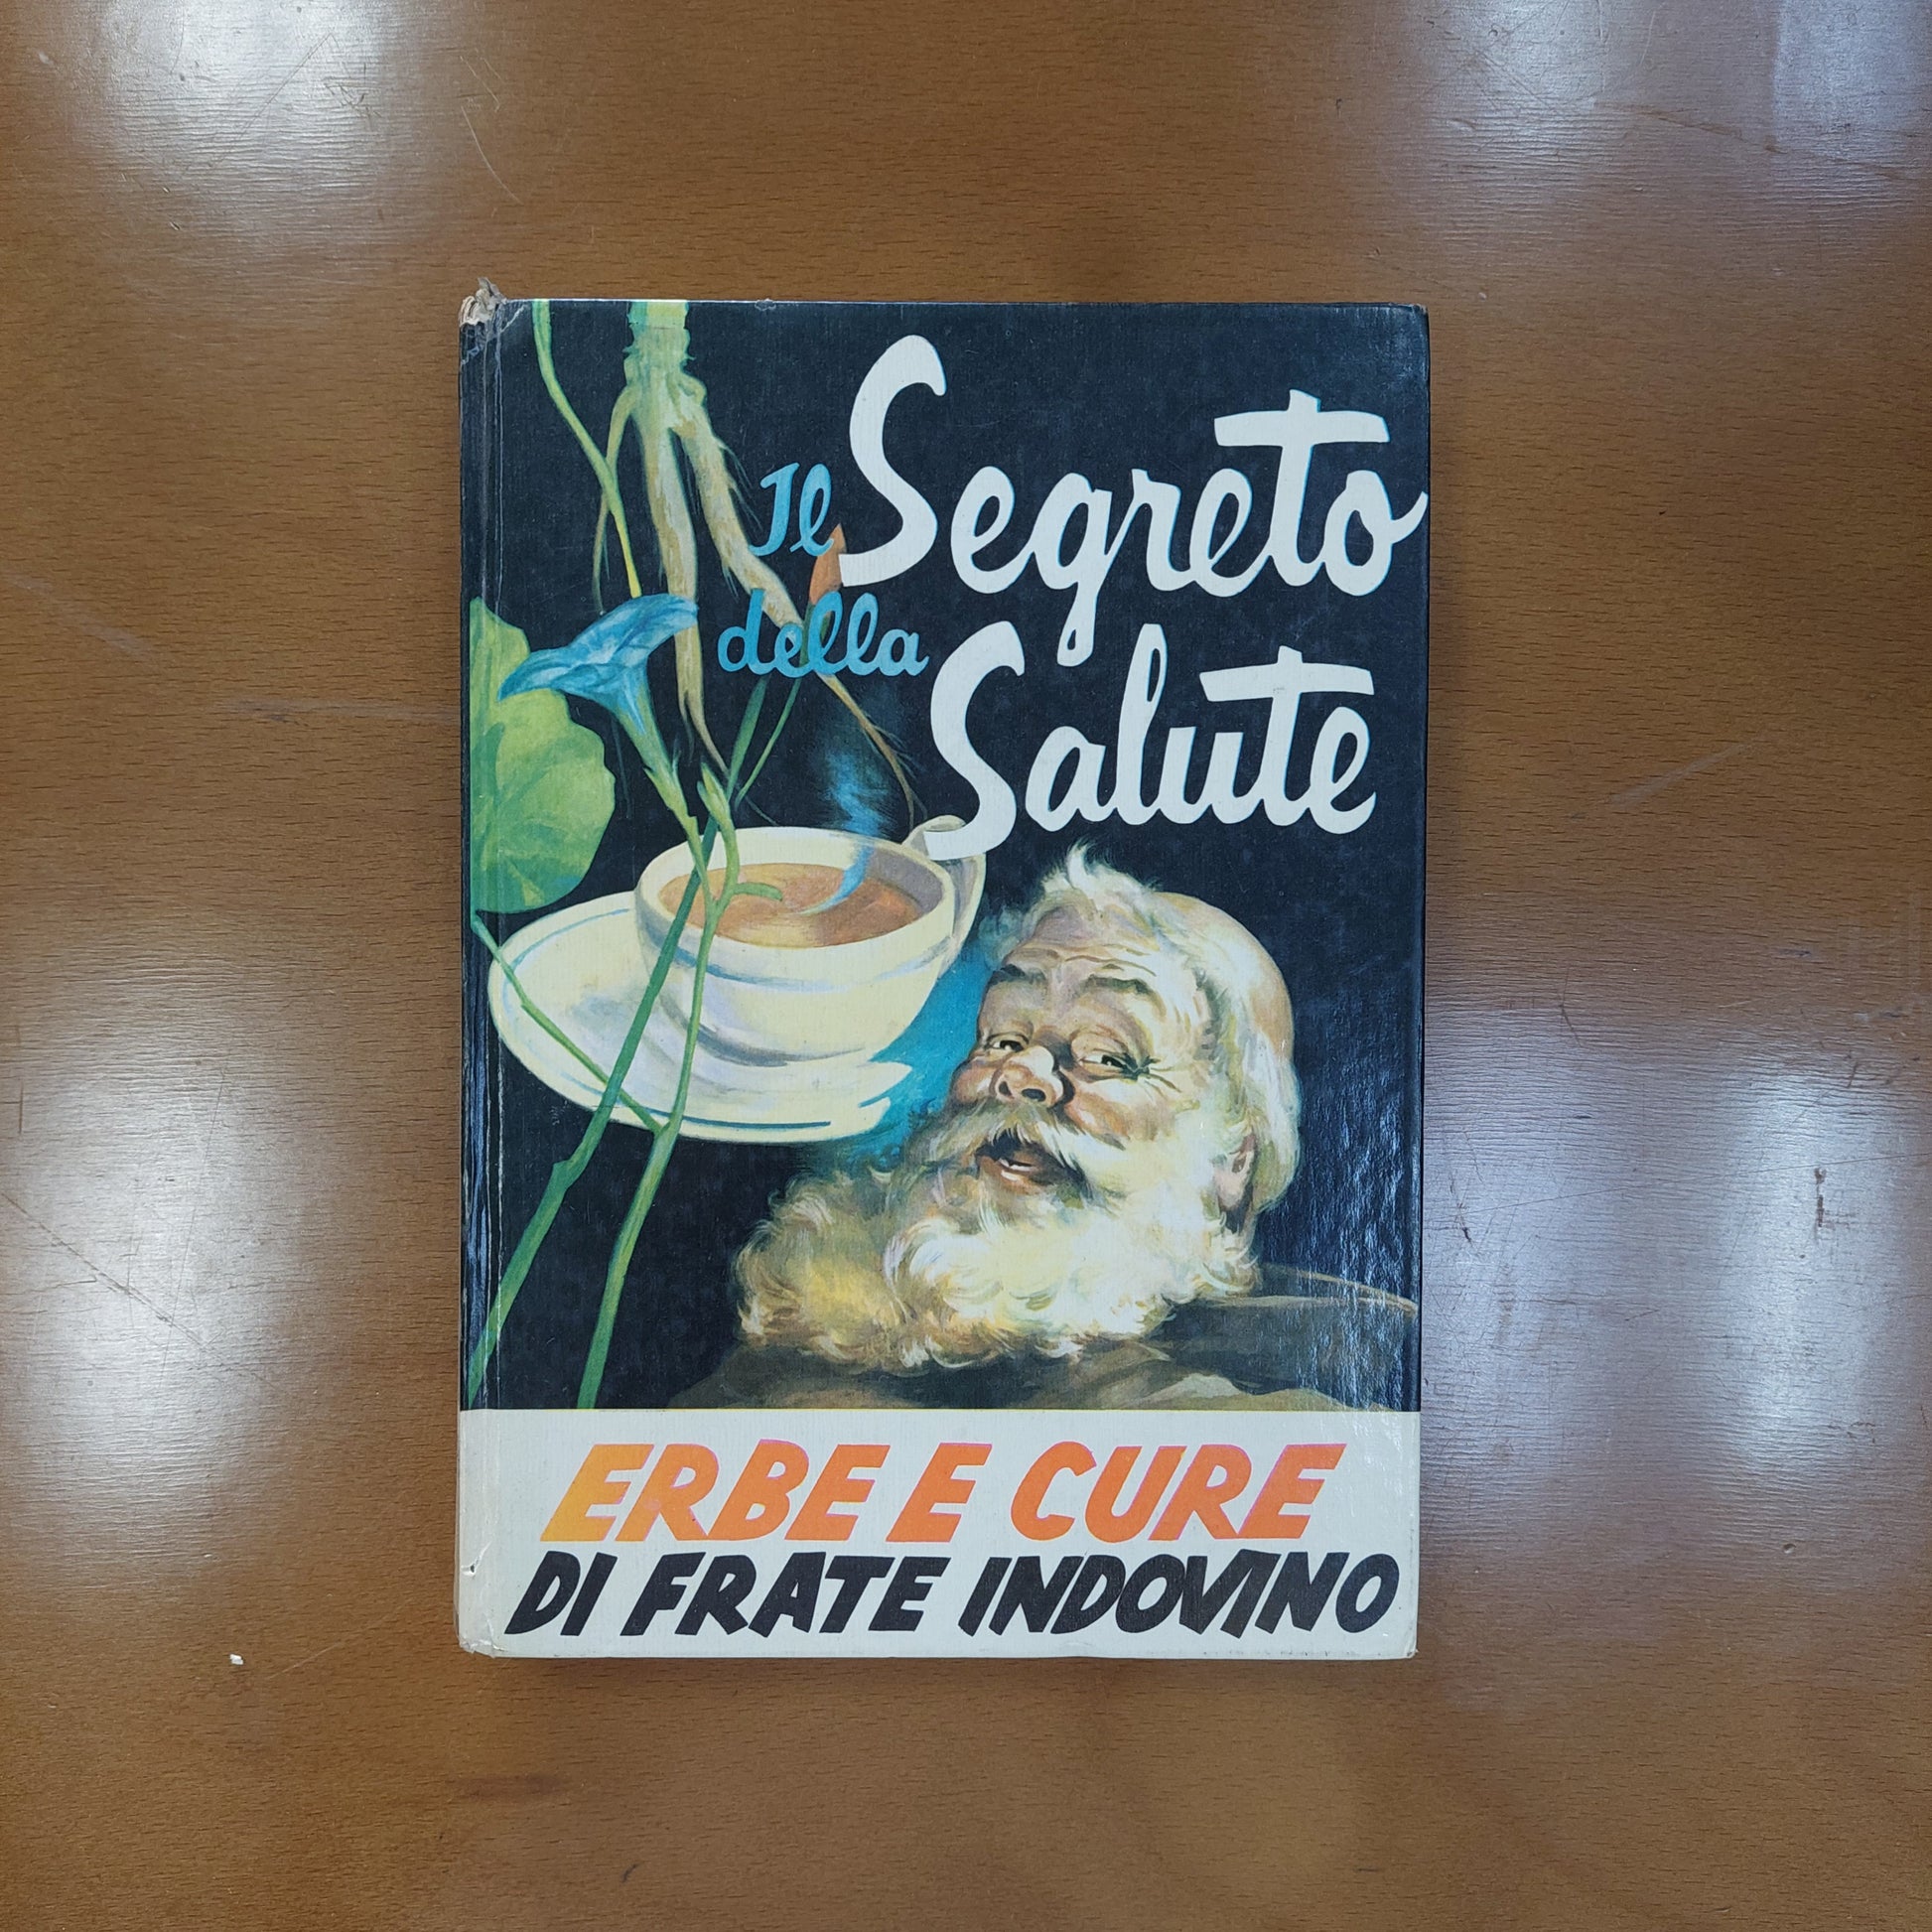 Il Segreto
della Salute
ERBE E CURE
DI FRATE INDOVINO